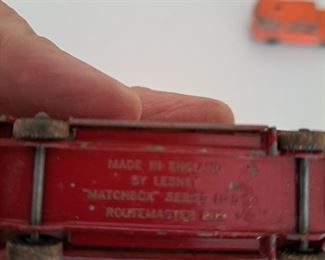 MADE IN ENGLAND
BY LESNEY
"MATCHBOX" SERIES
ROUTEMASTER BUS